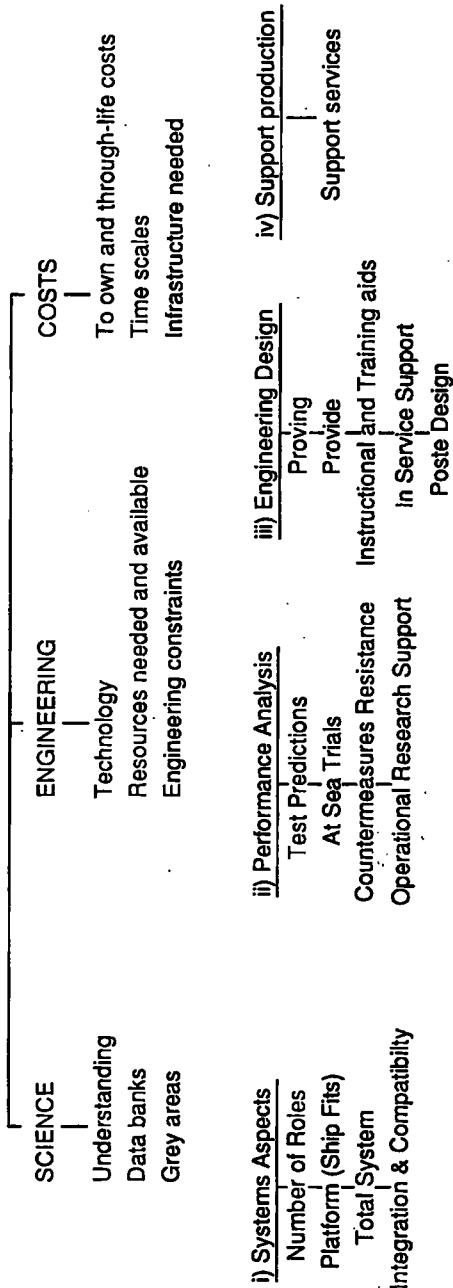 SCIENCE
Understanding
Data banks
Grey areas
ENGINEERING
Technology
Resources needed and available
Engineering constraints
COSTS
To own and through-life costs
Time scales
Infrastructure needed
i) Systems Aspects
Number of Roles
Platform (Ship Fits)
Total System
Integration & Compatibilty
ii) Performance Analysis
Test Predictions
At Sea Trials
Countermeasures Resistance
Operational Research Support
iii) Engineering Design
Proving
Provide
Instructional and Training aids
In Service Support
Poste Design
iv) Support production
Support services